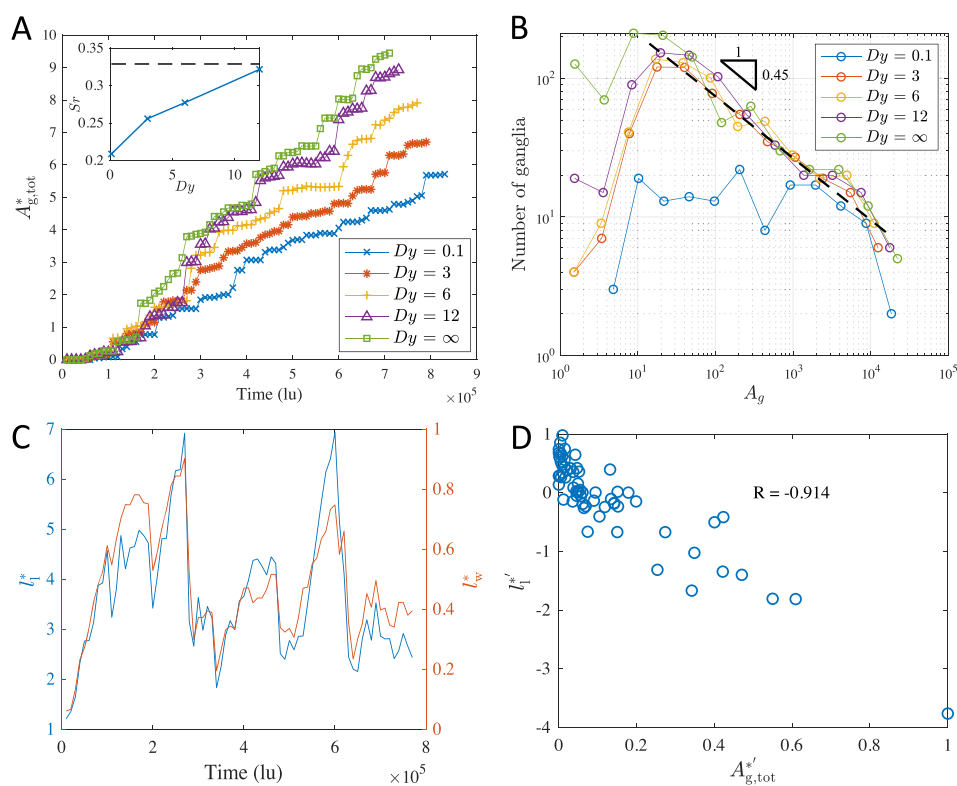 A
10
9
8
7
6
5
4
3
2
1
0
A*g,tot
0 1 2 3 4 5 6 7 8 9
Time (lu)
×10^5
0.35
0.3
0.25
0.2
Sr
0 5 10
Dy
Dy = 0.1
Dy = 3
Dy = 6
Dy = 12
Dy = ∞
B
10^2
10^1
10^0
Number of ganglia
10^0 10^1 10^2 10^3 10^4 10^5
A_g
1
0.45
Dy = 0.1
Dy = 3
Dy = 6
Dy = 12
Dy = ∞
C
7
6
5
4
3
2
1
l*1
1
0.8
0.6
0.4
0.2
0
l*w
0 2 4 6 8
Time (lu)
×10^5
D
1
0
-1
-2
-3
-4
l*'1
R = -0.914
0 0.2 0.4 0.6 0.8 1
A*'g,tot